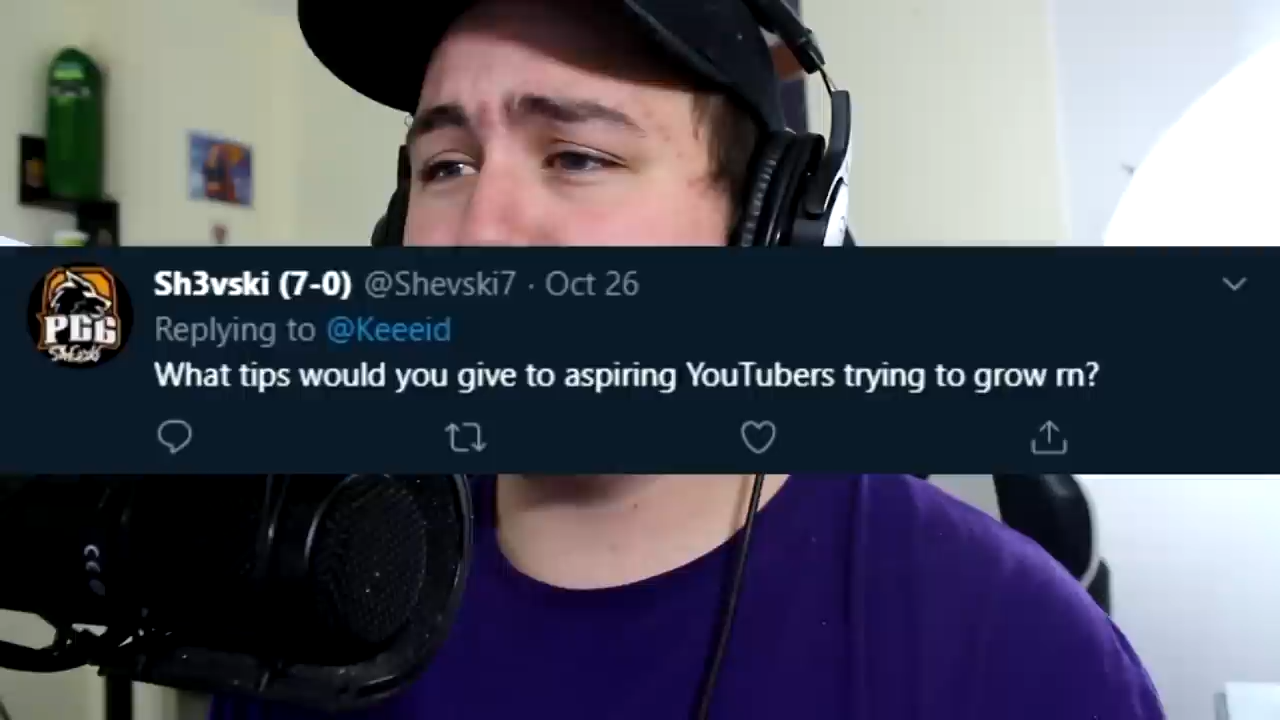 Sh3vski (7-0) @Shevski7 · Oct 26
Replying to @Keeeid
PGG
What tips would you give to aspiring YouTubers trying to grow rn?